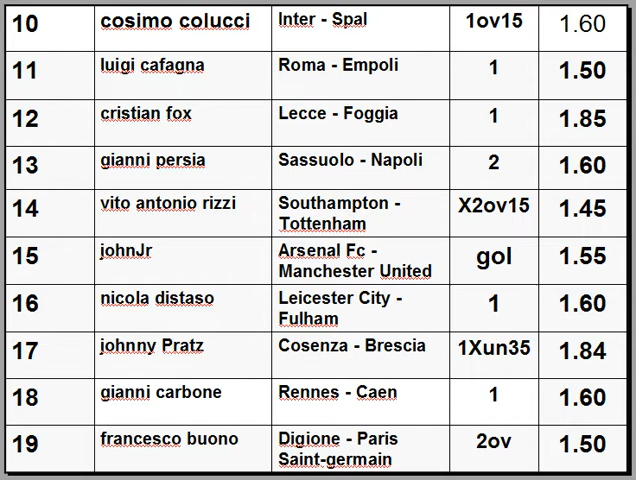 10 cosimo colucci Inter - Spal 1ov15 1.60
11 luigi cafagna Roma - Empoli 1 1.50
12 cristian fox Lecce - Foggia 1 1.85
13 gianni persia Sassuolo - Napoli 2 1.60
14 vito antonio rizzi Southampton - X2ov15 1.45
Tottenham
15 johnJr Arsenal Fc - gol 1.55
Manchester United
16 nicola distaso Leicester City - 1 1.60
Fulham
17 johnny Pratz Cosenza - Brescia 1Xun35 1.84
18 gianni carbone Rennes - Caen 1 1.60
19 francesco buono Digione - Paris 2ov 1.50
Saint-germain